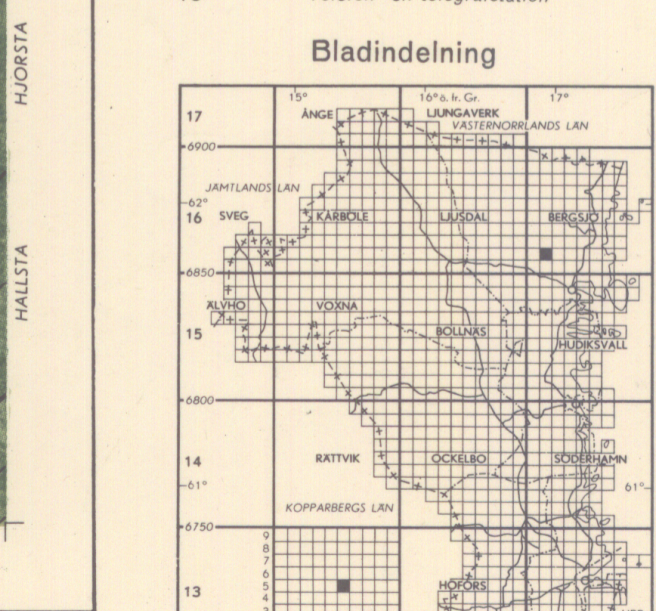 HJORSTA
HALLSTA
Bladindelning
15° 16° ö. fr. Gr. 17°
17 ÅNGE LJUNGAVERK
VÄSTERNORRLANDS LÄN
6900
JÄMTLANDS LÄN
62°
16 SVEG KÅRBÖLE LJUSDAL BERGSJÖ
6850
ÄLVHO VOXNA
15 BOLLNÄS
HUDIKSVALL
6800
14 RÄTTVIK OCKELBO SÖDERHAMN
61° 61°
KOPPARBERGS LÄN
6750
9
8
7
6
5
4
13 HOFORS